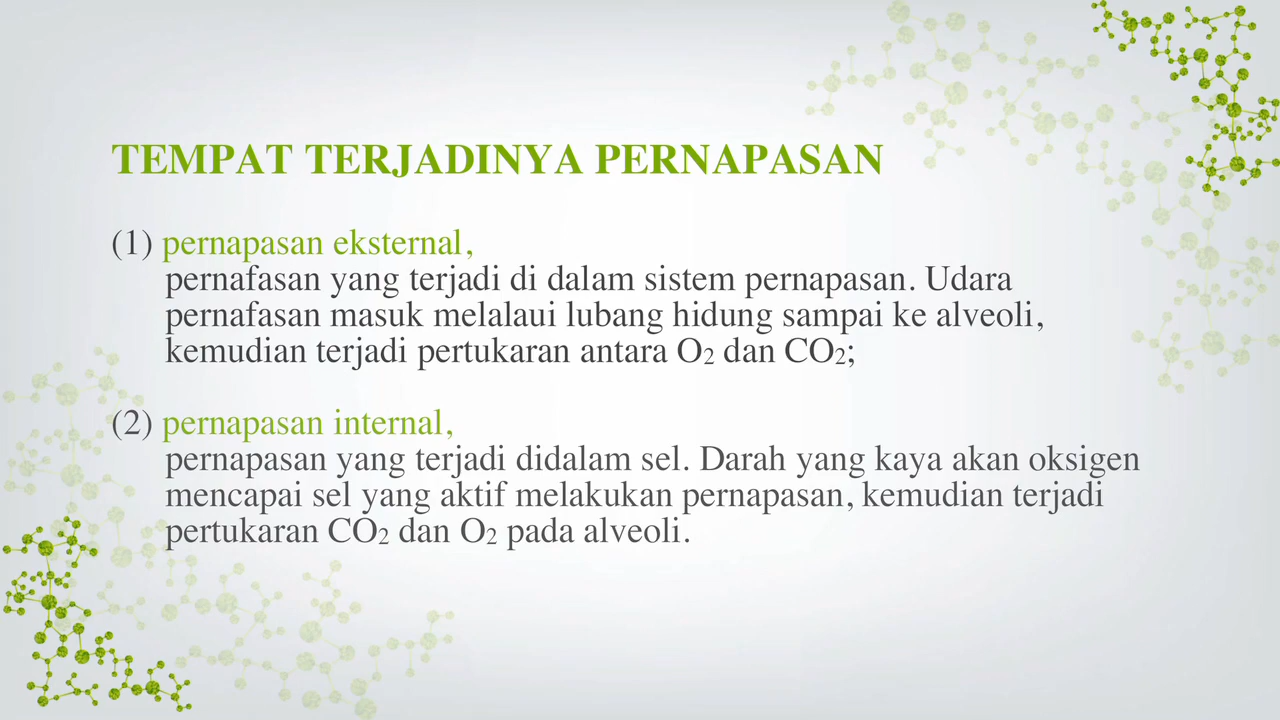 TEMPAT TERJADINYA PERNAPASAN
(1) pernapasan eksternal,
pernafasan yang terjadi di dalam sistem pernapasan. Udara
pernafasan masuk melalaui lubang hidung sampai ke alveoli,
kemudian terjadi pertukaran antara O₂ dan CO₂;
(2) pernapasan internal,
pernapasan yang terjadi didalam sel. Darah yang kaya akan oksigen
mencapai sel yang aktif melakukan pernapasan, kemudian terjadi
pertukaran CO₂ dan O₂ pada alveoli.